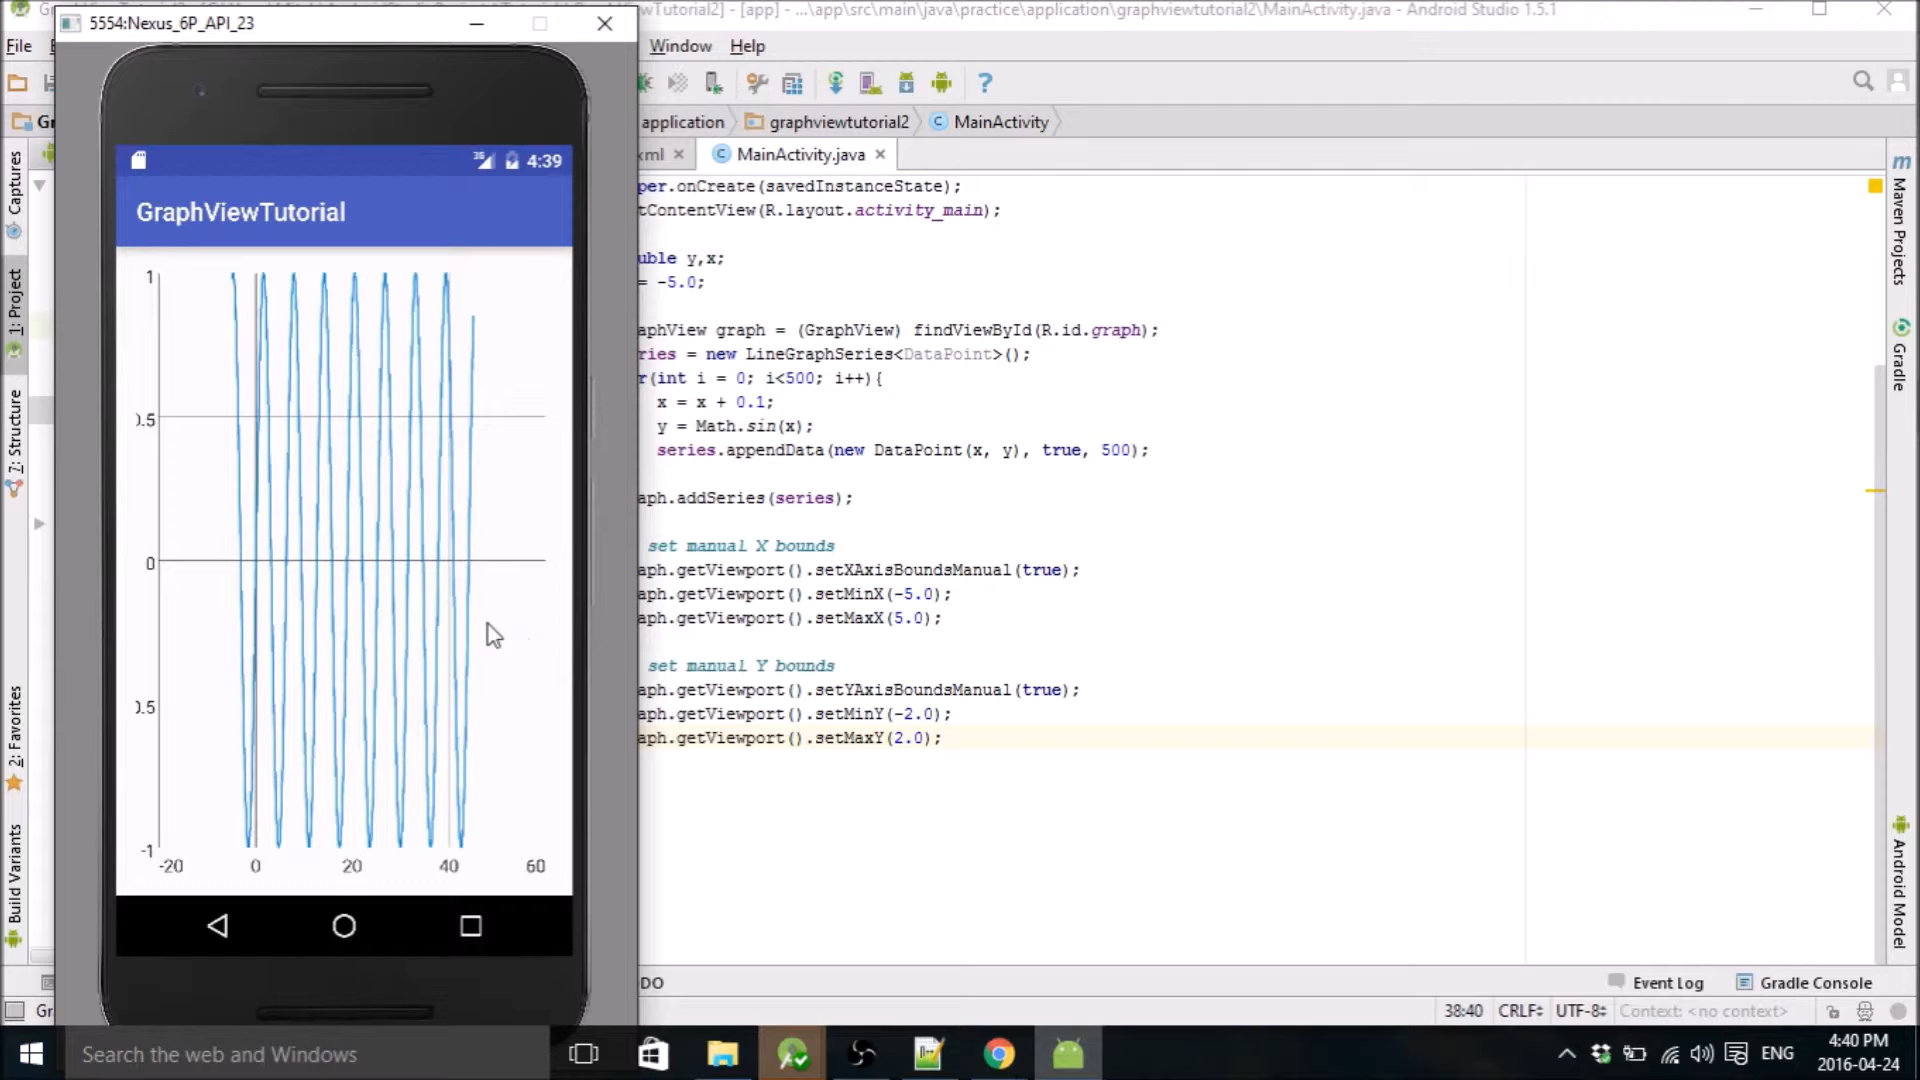 GraphViewTutorial2] - [app] - ...\app\src\main\java\practice\application\graphviewtutorial2\MainActivity.java - Android Studio 1.5.1
5554:Nexus_6P_API_23
File
Window Help
application graphviewtutorial2 MainActivity
xml MainActivity.java
Captures
1: Project
7: Structure
2: Favorites
Build Variants
4:39
GraphViewTutorial
1
0.5
0
0.5
-1
-20 0 20 40 60
per.onCreate(savedInstanceState);
tContentView(R.layout.activity_main);
uble y,x;
= -5.0;
aphView graph = (GraphView) findViewById(R.id.graph);
ries = new LineGraphSeries<DataPoint>();
r(int i = 0; i<500; i++){
x = x + 0.1;
y = Math.sin(x);
series.appendData(new DataPoint(x, y), true, 500);
aph.addSeries(series);
set manual X bounds
aph.getViewport().setXAxisBoundsManual(true);
aph.getViewport().setMinX(-5.0);
aph.getViewport().setMaxX(5.0);
set manual Y bounds
aph.getViewport().setYAxisBoundsManual(true);
aph.getViewport().setMinY(-2.0);
aph.getViewport().setMaxY(2.0);
Maven Projects
Gradle
Android Model
DO
Event Log Gradle Console
38:40 CRLF UTF-8 Context: <no context>
Search the web and Windows
ENG
4:40 PM
2016-04-24